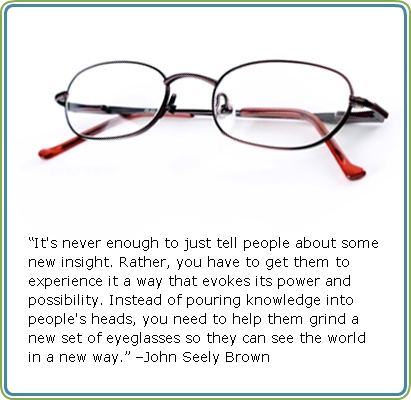 “It's never enough to just tell people about some
new insight. Rather, you have to get them to
experience it a way that evokes its power and
possibility. Instead of pouring knowledge into
people's heads, you need to help them grind a
new set of eyeglasses so they can see the world
in a new way.” –John Seely Brown